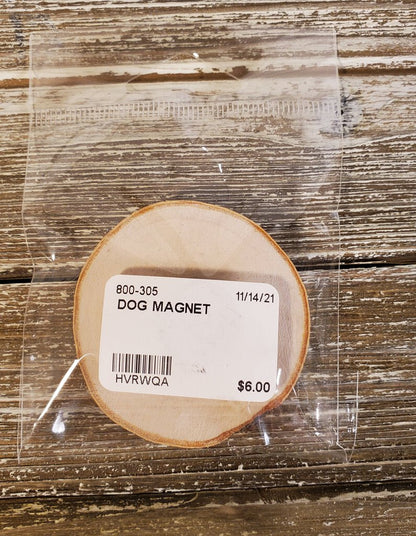 800-305 11/14/21
DOG MAGNET
HVRWQA
$6.00